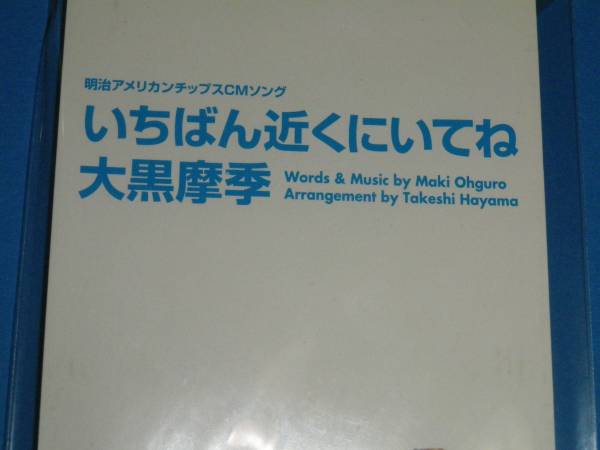 明治アメリカンチップスCMソング
いちばん近くにいてね
大黒摩季 Words & Music by Maki Ohguro
Arrangement by Takeshi Hayama